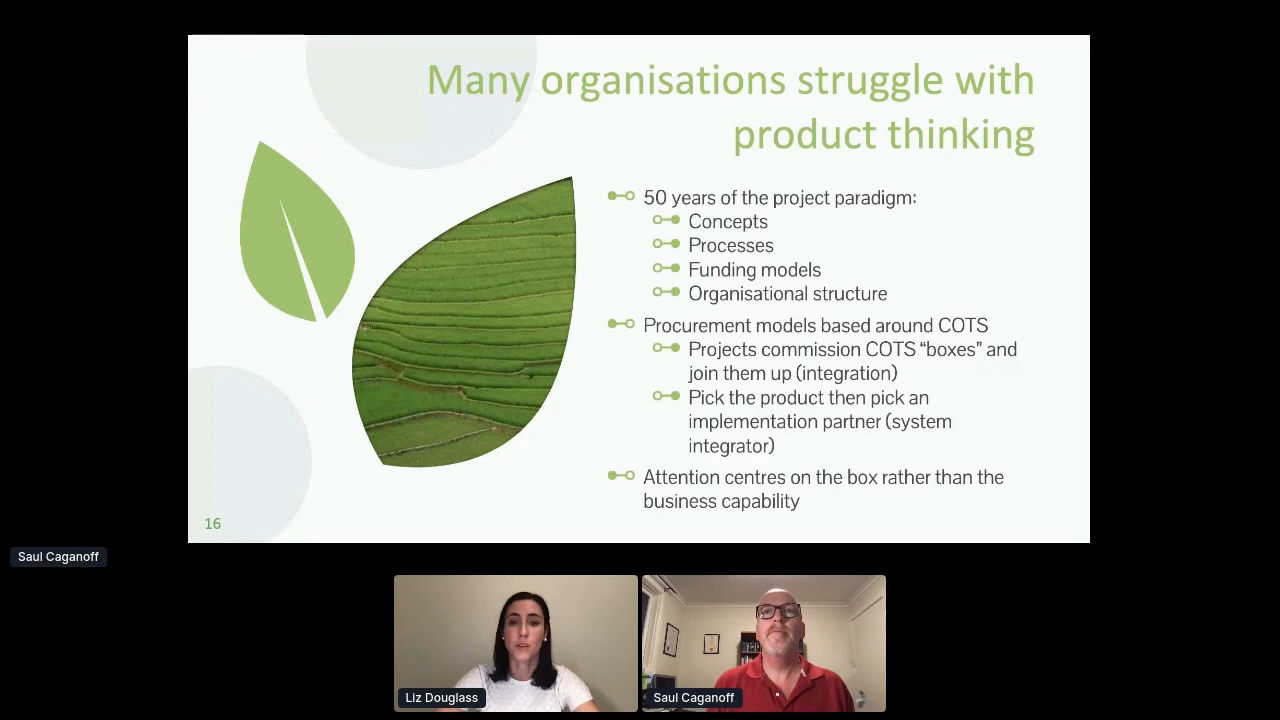 Many organisations struggle with
product thinking
50 years of the project paradigm:
Concepts
Processes
Funding models
Organisational structure
Procurement models based around COTS
Projects commission COTS “boxes” and
join them up (integration)
Pick the product then pick an
implementation partner (system
integrator)
Attention centres on the box rather than the
business capability
16
Saul Caganoff
Liz Douglass
Saul Caganoff